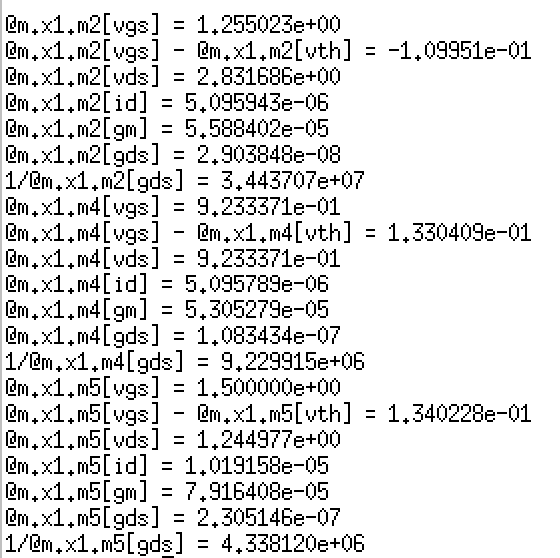 @m.x1.m2[vgs] = 1.255023e+00
@m.x1.m2[vgs] - @m.x1.m2[vth] = -1.09951e-01
@m.x1.m2[vds] = 2.831686e+00
@m.x1.m2[id] = 5.095943e-06
@m.x1.m2[gm] = 5.588402e-05
@m.x1.m2[gds] = 2.903848e-08
1/@m.x1.m2[gds] = 3.443707e+07
@m.x1.m4[vgs] = 9.233371e-01
@m.x1.m4[vgs] - @m.x1.m4[vth] = 1.330409e-01
@m.x1.m4[vds] = 9.233371e-01
@m.x1.m4[id] = 5.095789e-06
@m.x1.m4[gm] = 5.305279e-05
@m.x1.m4[gds] = 1.083434e-07
1/@m.x1.m4[gds] = 9.229915e+06
@m.x1.m5[vgs] = 1.500000e+00
@m.x1.m5[vgs] - @m.x1.m5[vth] = 1.340228e-01
@m.x1.m5[vds] = 1.244977e+00
@m.x1.m5[id] = 1.019158e-05
@m.x1.m5[gm] = 7.916408e-05
@m.x1.m5[gds] = 2.305146e-07
1/@m.x1.m5[gds] = 4.338120e+06